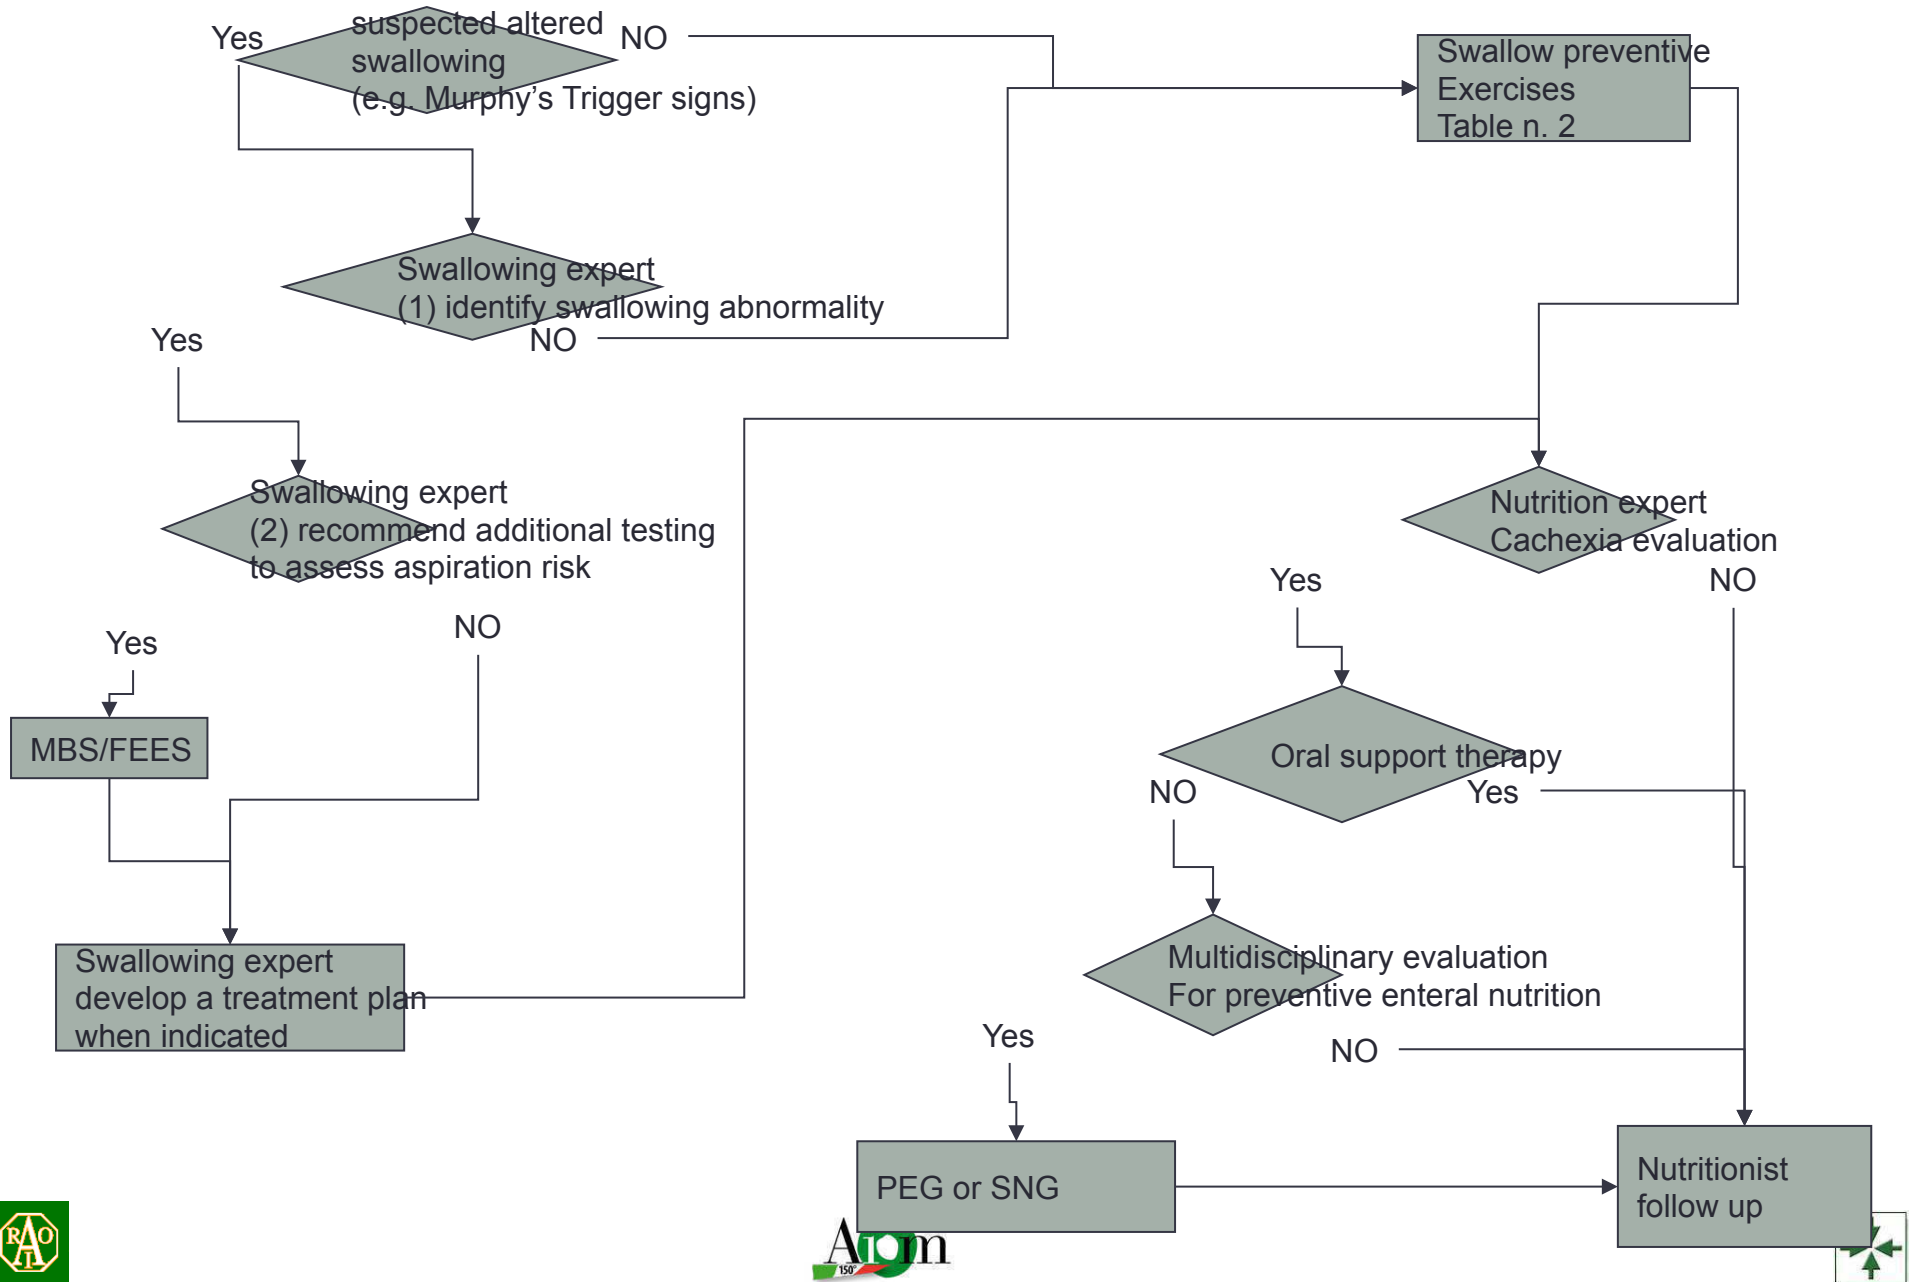 suspected altered
swallowing
(e.g. Murphy’s Trigger signs)
Yes
NO
Swallow preventive
Exercises
Table n. 2
Swallowing expert
(1) identify swallowing abnormality
NO
Yes
Swallowing expert
(2) recommend additional testing
to assess aspiration risk
Nutrition expert
Cachexia evaluation
Yes
NO
NO
Yes
MBS/FEES
Oral support therapy
NO
Yes
Swallowing expert
develop a treatment plan
when indicated
Multidisciplinary evaluation
For preventive enteral nutrition
Yes
NO
PEG or SNG
Nutritionist
follow up
RAOI
AIOM
150°